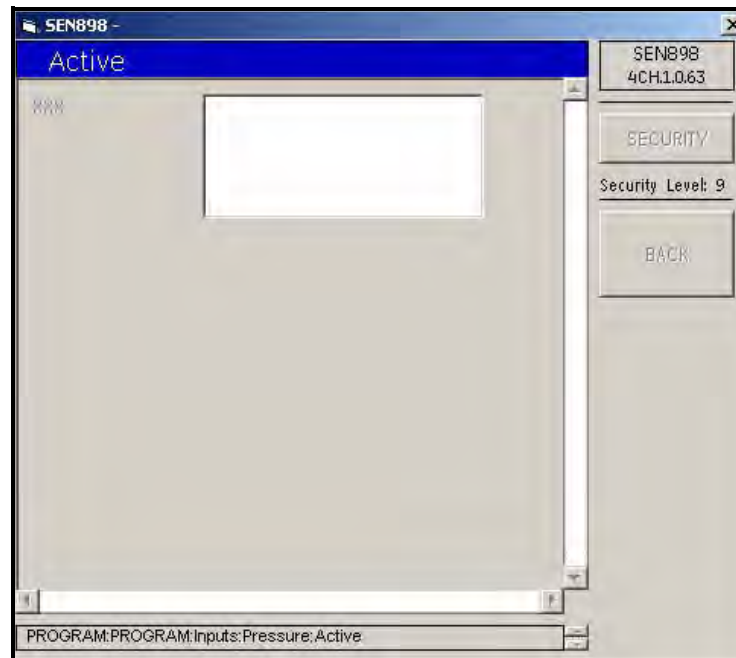 SEN898 -
Active
SEN898
4CH.1.0.63
###
SECURITY
Security Level: 9
BACK
PROGRAM:PROGRAM:Inputs:Pressure:Active